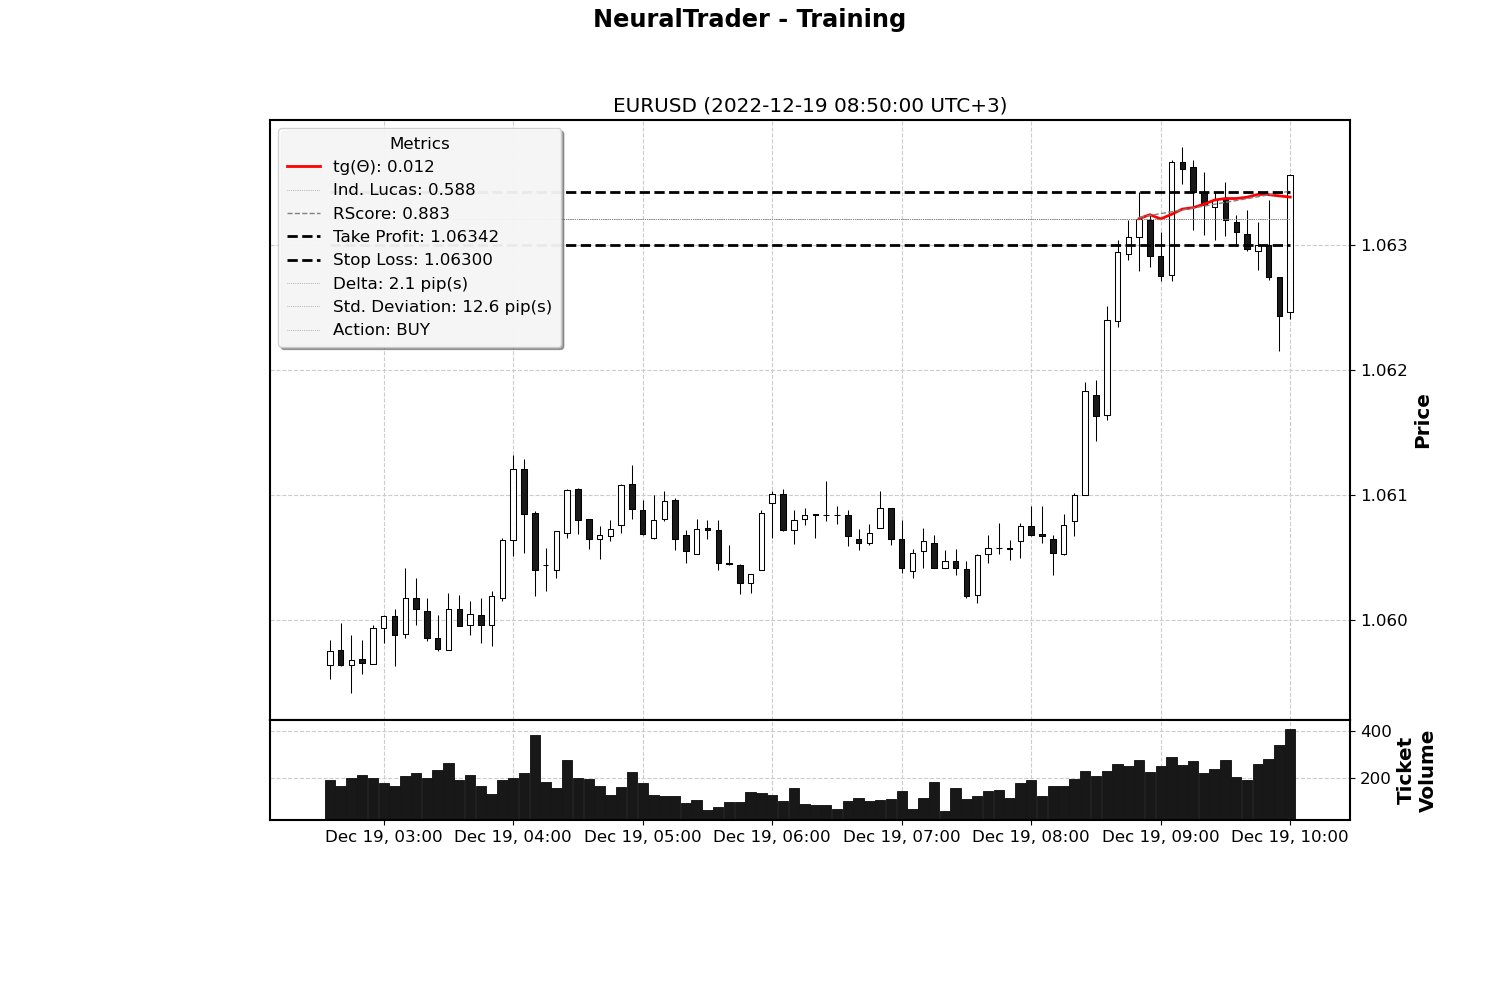 NeuralTrader - Training
EURUSD (2022-12-19 08:50:00 UTC+3)
Metrics
tg(Θ): 0.012
Ind. Lucas: 0.588
RScore: 0.883
Take Profit: 1.06342
Stop Loss: 1.06300
Delta: 2.1 pip(s)
Std. Deviation: 12.6 pip(s)
Action: BUY
1.063
1.062
1.061
1.060
Price
400
200
Ticket
Volume
Dec 19, 03:00 Dec 19, 04:00 Dec 19, 05:00 Dec 19, 06:00 Dec 19, 07:00 Dec 19, 08:00 Dec 19, 09:00 Dec 19, 10:00